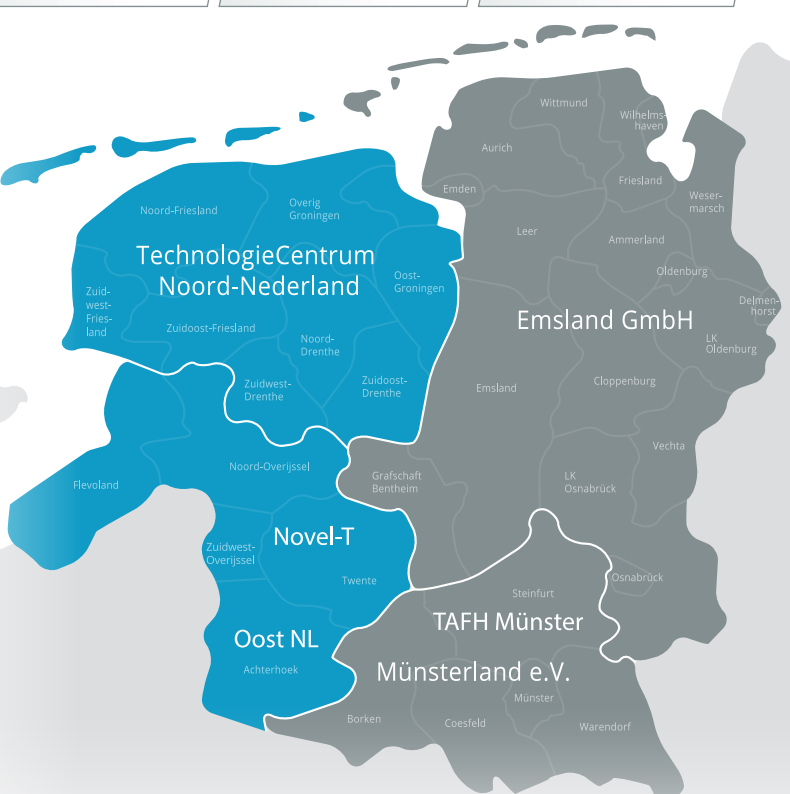 Wittmund
Wilhelms-
haven
Aurich
Friesland
Emden
Weser-
marsch
Noord-Friesland
Overig
Groningen
Leer
Ammerland
TechnologieCentrum
Noord-Nederland
Oost-
Groningen
Oldenburg
Zuid-
west-
Fries-
land
Delmen-
horst
Emsland GmbH
Zuidoost-Friesland
Noord-
Drenthe
LK
Oldenburg
Zuidwest-
Drenthe
Zuidoost-
Drenthe
Emsland
Cloppenburg
Vechta
Noord-Overijssel
Flevoland
Grafschaft
Bentheim
LK
Osnabrück
Novel-T
Zuidwest-
Overijssel
Twente
Osnabrück
Steinfurt
TAFH Münster
Oost NL
Achterhoek
Münsterland e.V.
Münster
Borken
Coesfeld
Warendorf